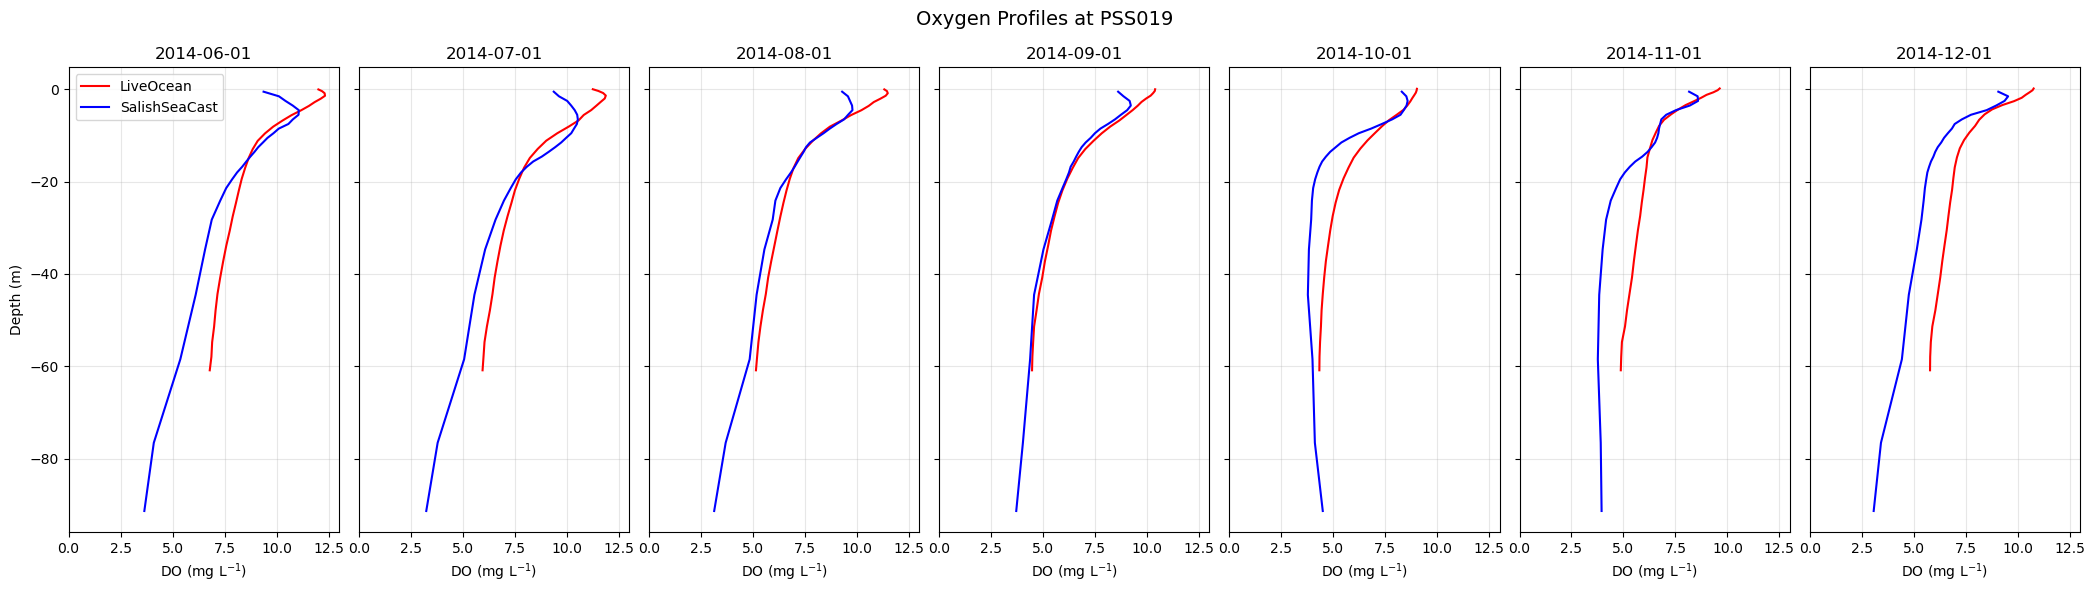 Oxygen Profiles at PSS019
2014-06-01 2014-07-01 2014-08-01 2014-09-01 2014-10-01 2014-11-01 2014-12-01
LiveOcean
SalishSeaCast
0
−20
−40
−60
−80
Depth (m)
0.0 2.5 5.0 7.5 10.0 12.5 0.0 2.5 5.0 7.5 10.0 12.5 0.0 2.5 5.0 7.5 10.0 12.5 0.0 2.5 5.0 7.5 10.0 12.5 0.0 2.5 5.0 7.5 10.0 12.5 0.0 2.5 5.0 7.5 10.0 12.5 0.0 2.5 5.0 7.5 10.0 12.5
DO (mg L⁻¹) DO (mg L⁻¹) DO (mg L⁻¹) DO (mg L⁻¹) DO (mg L⁻¹) DO (mg L⁻¹) DO (mg L⁻¹)